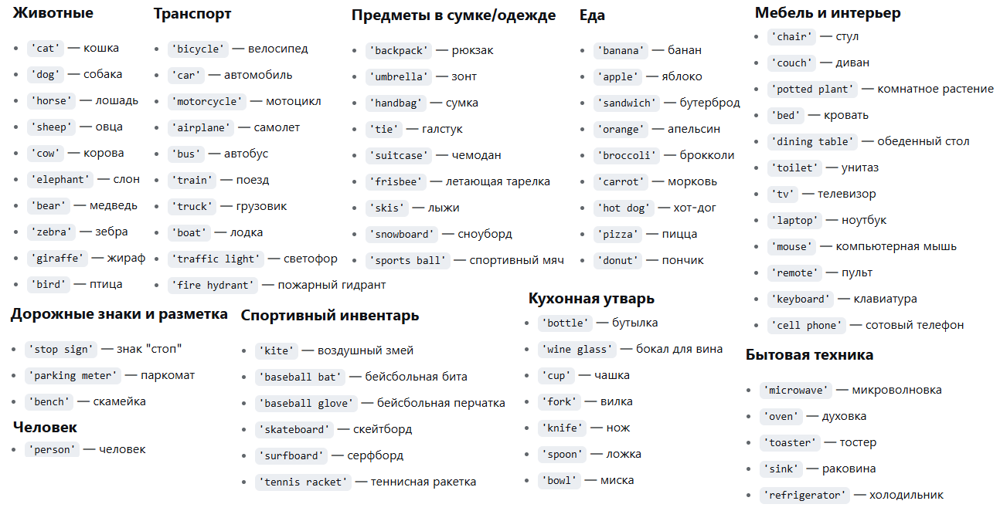 Животные
'cat' — кошка
'dog' — собака
'horse' — лошадь
'sheep' — овца
'cow' — корова
'elephant' — слон
'bear' — медведь
'zebra' — зебра
'giraffe' — жираф
'bird' — птица
Транспорт
'bicycle' — велосипед
'car' — автомобиль
'motorcycle' — мотоцикл
'airplane' — самолет
'bus' — автобус
'train' — поезд
'truck' — грузовик
'boat' — лодка
'traffic light' — светофор
'fire hydrant' — пожарный гидрант
Предметы в сумке/одежде
'backpack' — рюкзак
'umbrella' — зонт
'handbag' — сумка
'tie' — галстук
'suitcase' — чемодан
'frisbee' — летающая тарелка
'skis' — лыжи
'snowboard' — сноуборд
'sports ball' — спортивный мяч
Еда
'banana' — банан
'apple' — яблоко
'sandwich' — бутерброд
'orange' — апельсин
'broccoli' — брокколи
'carrot' — морковь
'hot dog' — хот-дог
'pizza' — пицца
'donut' — пончик
Мебель и интерьер
'chair' — стул
'couch' — диван
'potted plant' — комнатное растение
'bed' — кровать
'dining table' — обеденный стол
'toilet' — унитаз
'tv' — телевизор
'laptop' — ноутбук
'mouse' — компьютерная мышь
'remote' — пульт
'keyboard' — клавиатура
'cell phone' — сотовый телефон
Дорожные знаки и разметка
'stop sign' — знак "стоп"
'parking meter' — паркомат
'bench' — скамейка
Человек
'person' — человек
Спортивный инвентарь
'kite' — воздушный змей
'baseball bat' — бейсбольная бита
'baseball glove' — бейсбольная перчатка
'skateboard' — скейтборд
'surfboard' — серфборд
'tennis racket' — теннисная ракетка
Кухонная утварь
'bottle' — бутылка
'wine glass' — бокал для вина
'cup' — чашка
'fork' — вилка
'knife' — нож
'spoon' — ложка
'bowl' — миска
Бытовая техника
'microwave' — микроволновка
'oven' — духовка
'toaster' — тостер
'sink' — раковина
'refrigerator' — холодильник